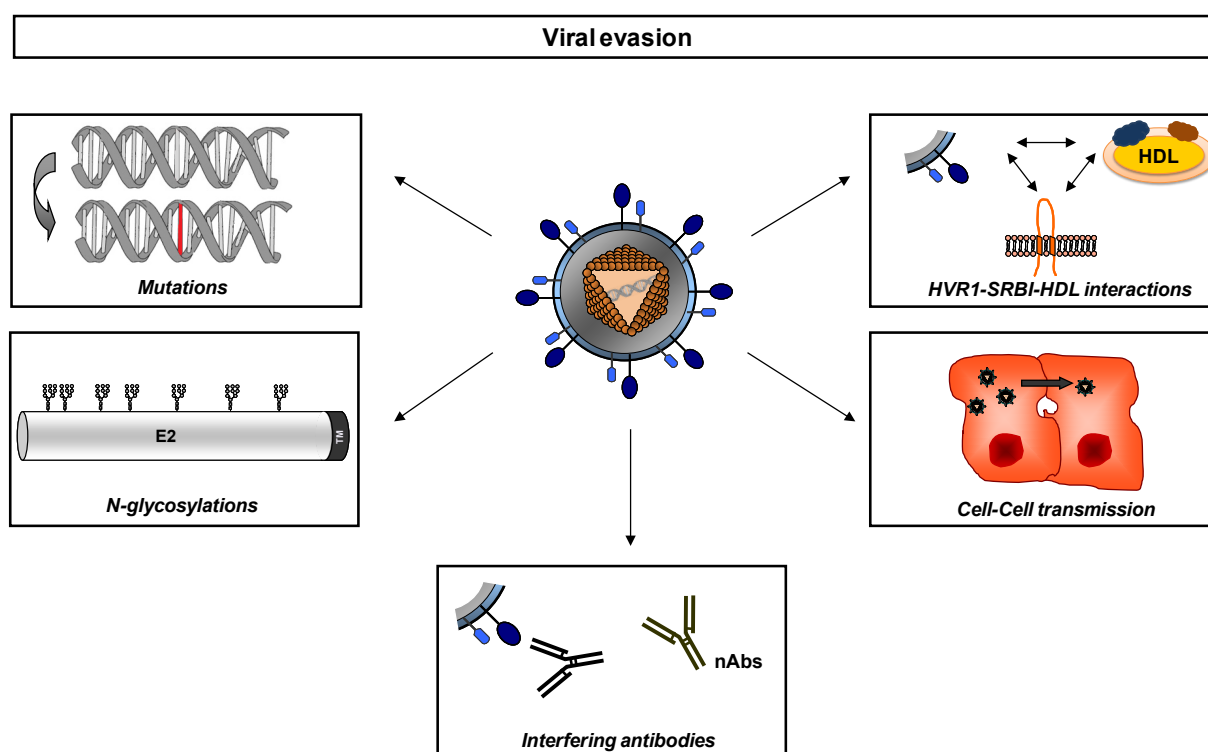 Viral evasion
Mutations
HDL
HVR1-SRBI-HDL interactions
E2
TM
N-glycosylations
Cell-Cell transmission
nAbs
Interfering antibodies